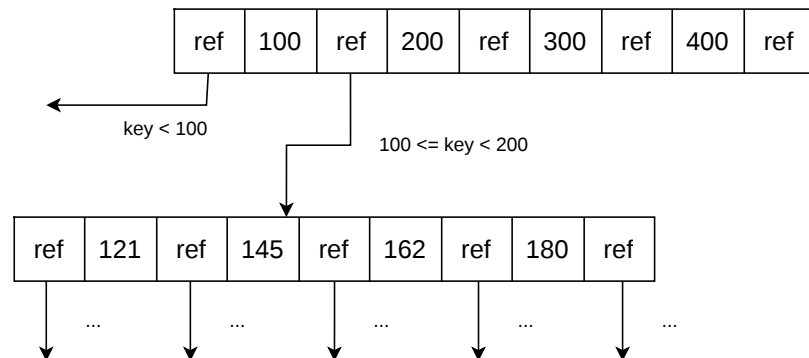 ref 100 ref 200 ref 300 ref 400 ref
key < 100
100 <= key < 200
ref 121 ref 145 ref 162 ref 180 ref
... ... ... ... ...